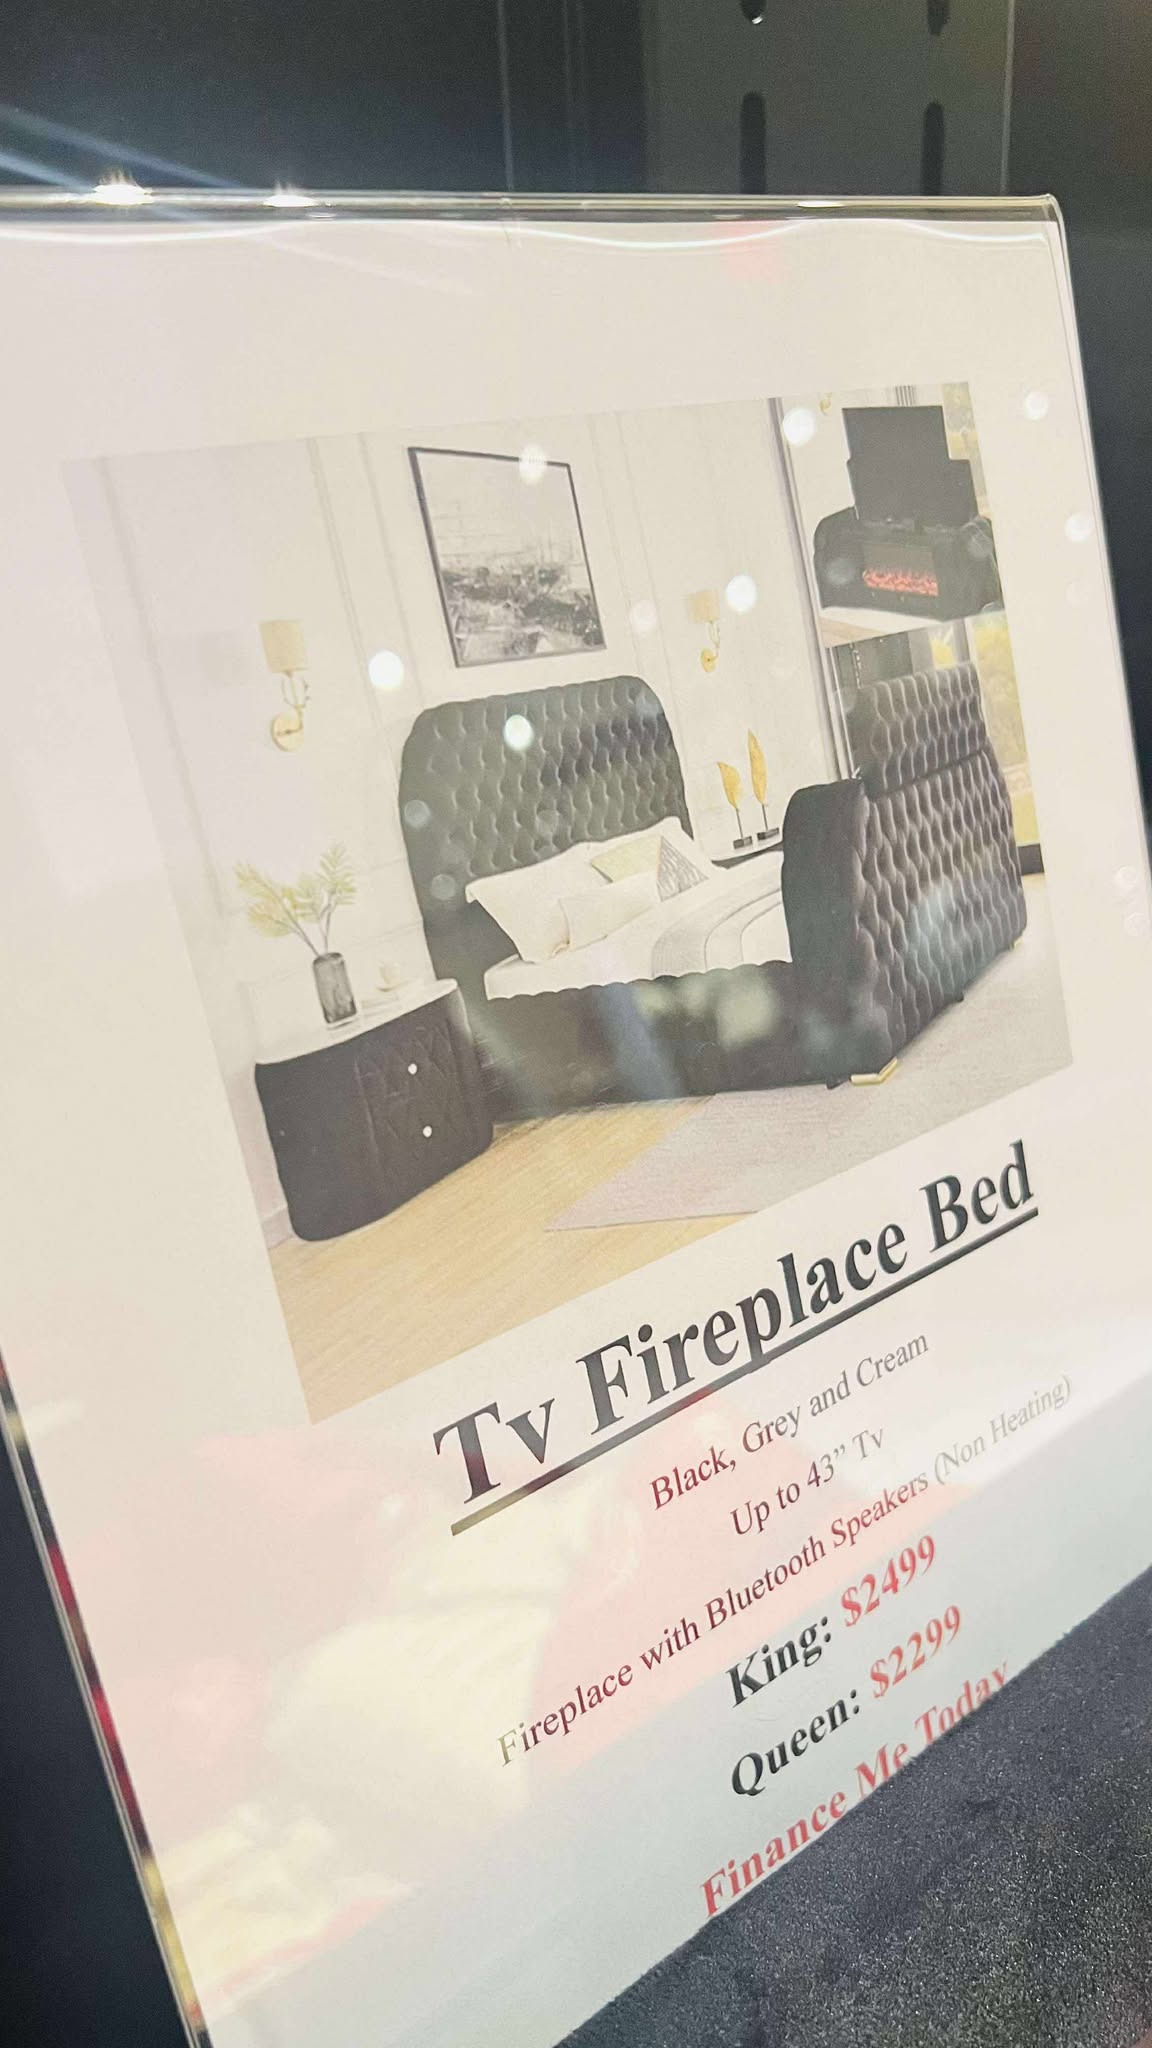 Tv Fireplace Bed
Black, Grey and Cream
Up to 43” Tv
Fireplace with Bluetooth Speakers (Non Heating)
King: $2499
Queen: $2299
Finance Me Today